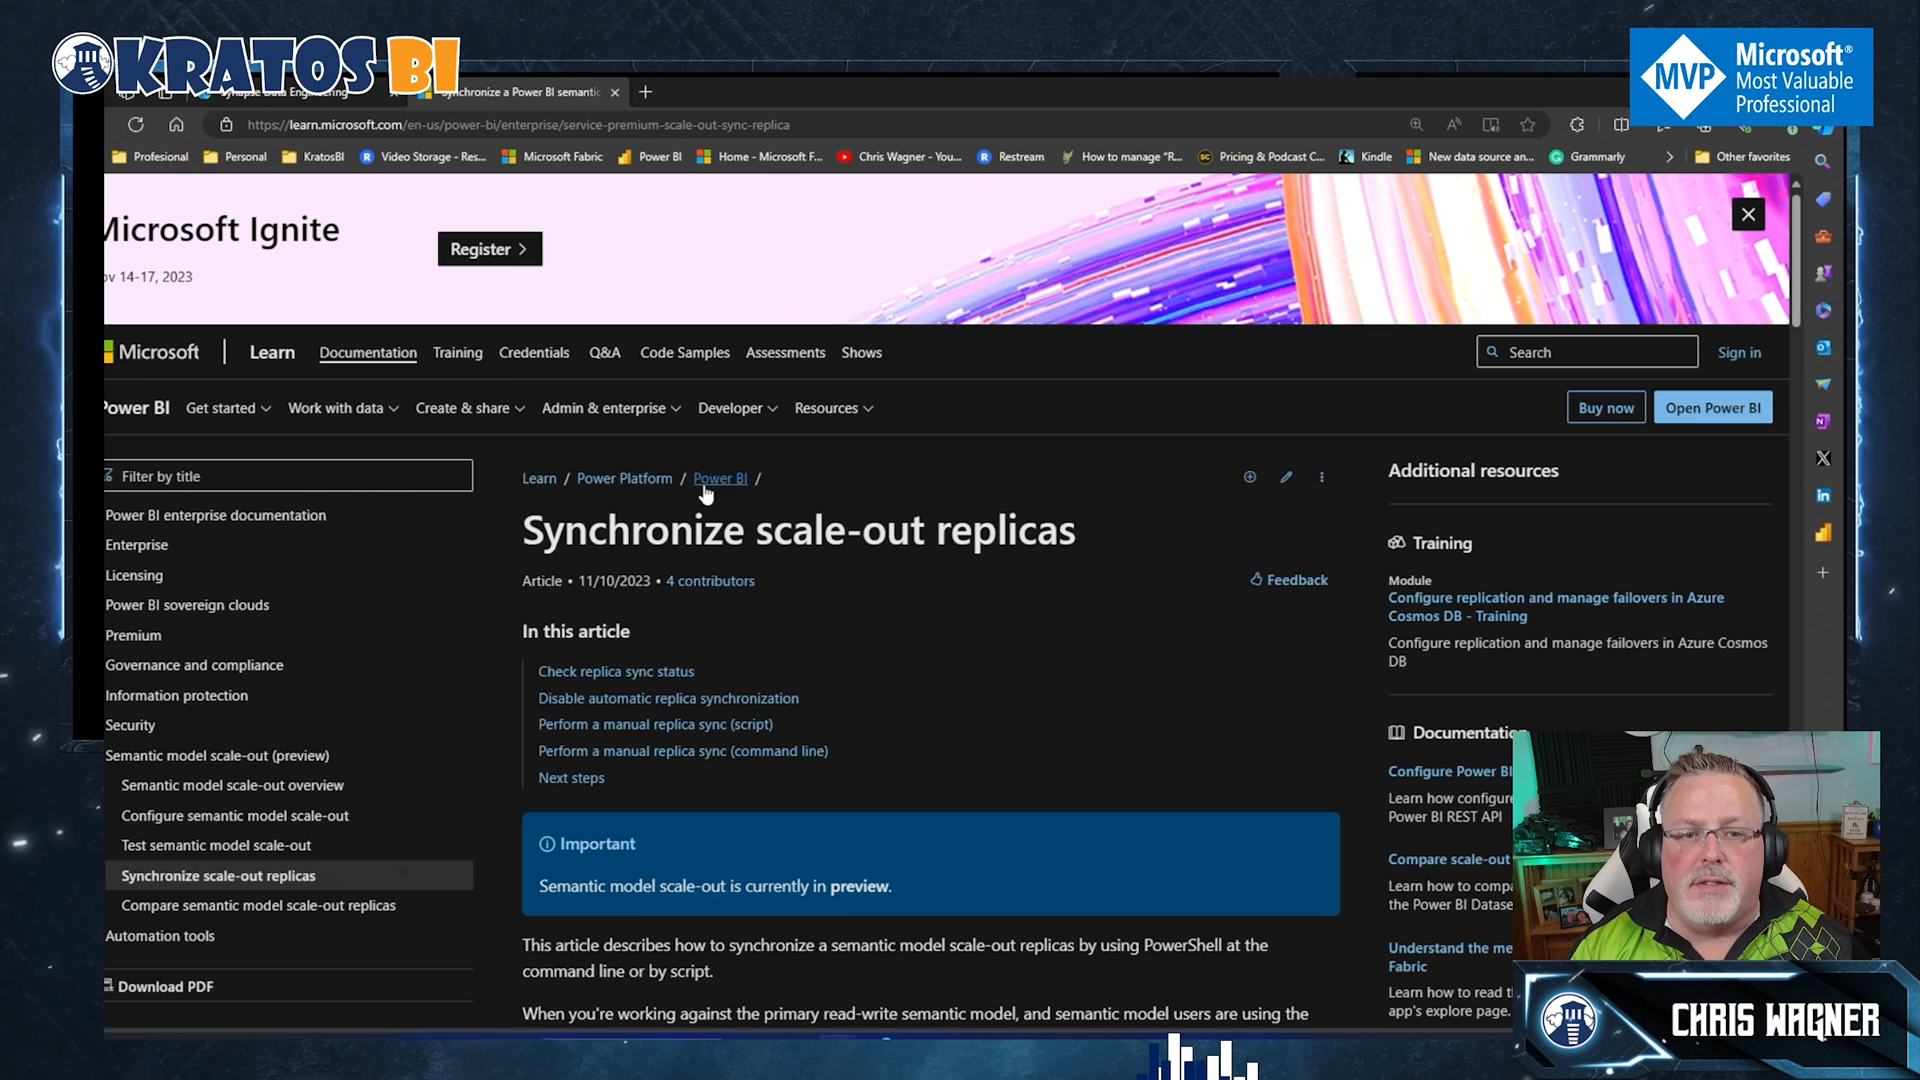 KRATOS BI
MVP
Microsoft®
Most Valuable
Professional
Synapse Data Engineering
Synchronize a Power BI semantic
https://learn.microsoft.com/en-us/power-bi/enterprise/service-premium-scale-out-sync-replica
Profesional
Personal
KratosBI
Video Storage - Res...
Microsoft Fabric
Power BI
Home - Microsoft F...
Chris Wagner - You...
Restream
How to manage "R...
Pricing & Podcast C...
Kindle
New data source an...
Grammarly
Other favorites
Microsoft Ignite
ov 14-17, 2023
Register >
Microsoft
Learn
Documentation
Training
Credentials
Q&A
Code Samples
Assessments
Shows
Search
Sign in
Power BI
Get started
Work with data
Create & share
Admin & enterprise
Developer
Resources
Buy now
Open Power BI
Filter by title
Power BI enterprise documentation
Enterprise
Licensing
Power BI sovereign clouds
Premium
Governance and compliance
Information protection
Security
Semantic model scale-out (preview)
Semantic model scale-out overview
Configure semantic model scale-out
Test semantic model scale-out
Synchronize scale-out replicas
Compare semantic model scale-out replicas
Automation tools
Download PDF
Learn / Power Platform / Power BI /
Synchronize scale-out replicas
Article • 11/10/2023 • 4 contributors
Feedback
In this article
Check replica sync status
Disable automatic replica synchronization
Perform a manual replica sync (script)
Perform a manual replica sync (command line)
Next steps
Important
Semantic model scale-out is currently in preview.
This article describes how to synchronize a semantic model scale-out replicas by using PowerShell at the
command line or by script.
When you're working against the primary read-write semantic model, and semantic model users are using the
Additional resources
Training
Module
Configure replication and manage failovers in Azure
Cosmos DB - Training
Configure replication and manage failovers in Azure Cosmos
DB
Documentation
Configure Power BI
Learn how configure
Power BI REST API
Compare scale-out
Learn how to compa
the Power BI Datase
Understand the me
Fabric
Learn how to read t
app's explore page.
CHRIS WAGNER